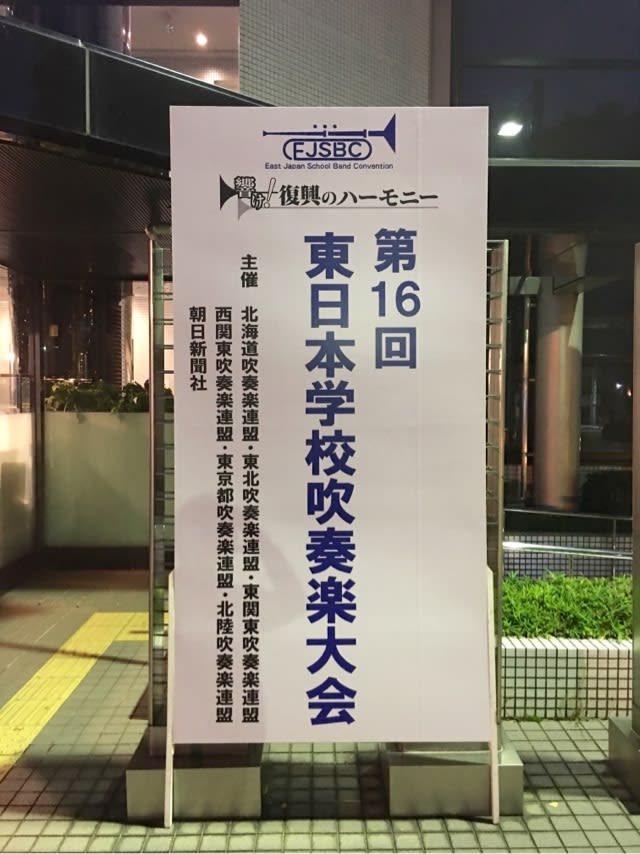 EJSBC
East Japan School Band Convention
響け!復興のハーモニー
第16回
東日本学校吹奏楽大会
主催
北海道吹奏楽連盟・東北吹奏楽連盟・東関東吹奏楽連盟
西関東吹奏楽連盟・東京都吹奏楽連盟・北陸吹奏楽連盟
朝日新聞社